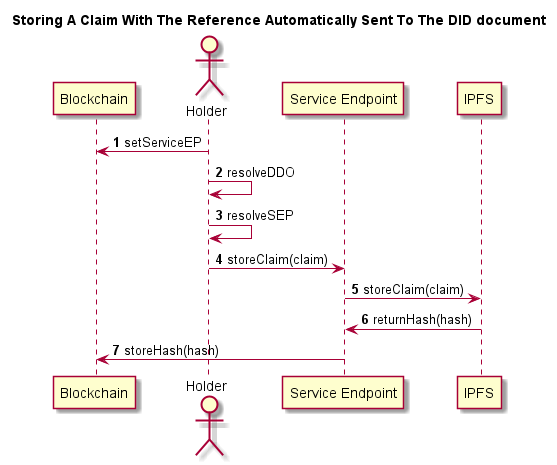 Storing A Claim With The Reference Automatically Sent To The DID document
Blockchain
Holder
Service Endpoint
IPFS
1 setServiceEP
2 resolveDDO
3 resolveSEP
4 storeClaim(claim)
5 storeClaim(claim)
6 returnHash(hash)
7 storeHash(hash)
Blockchain
Holder
Service Endpoint
IPFS